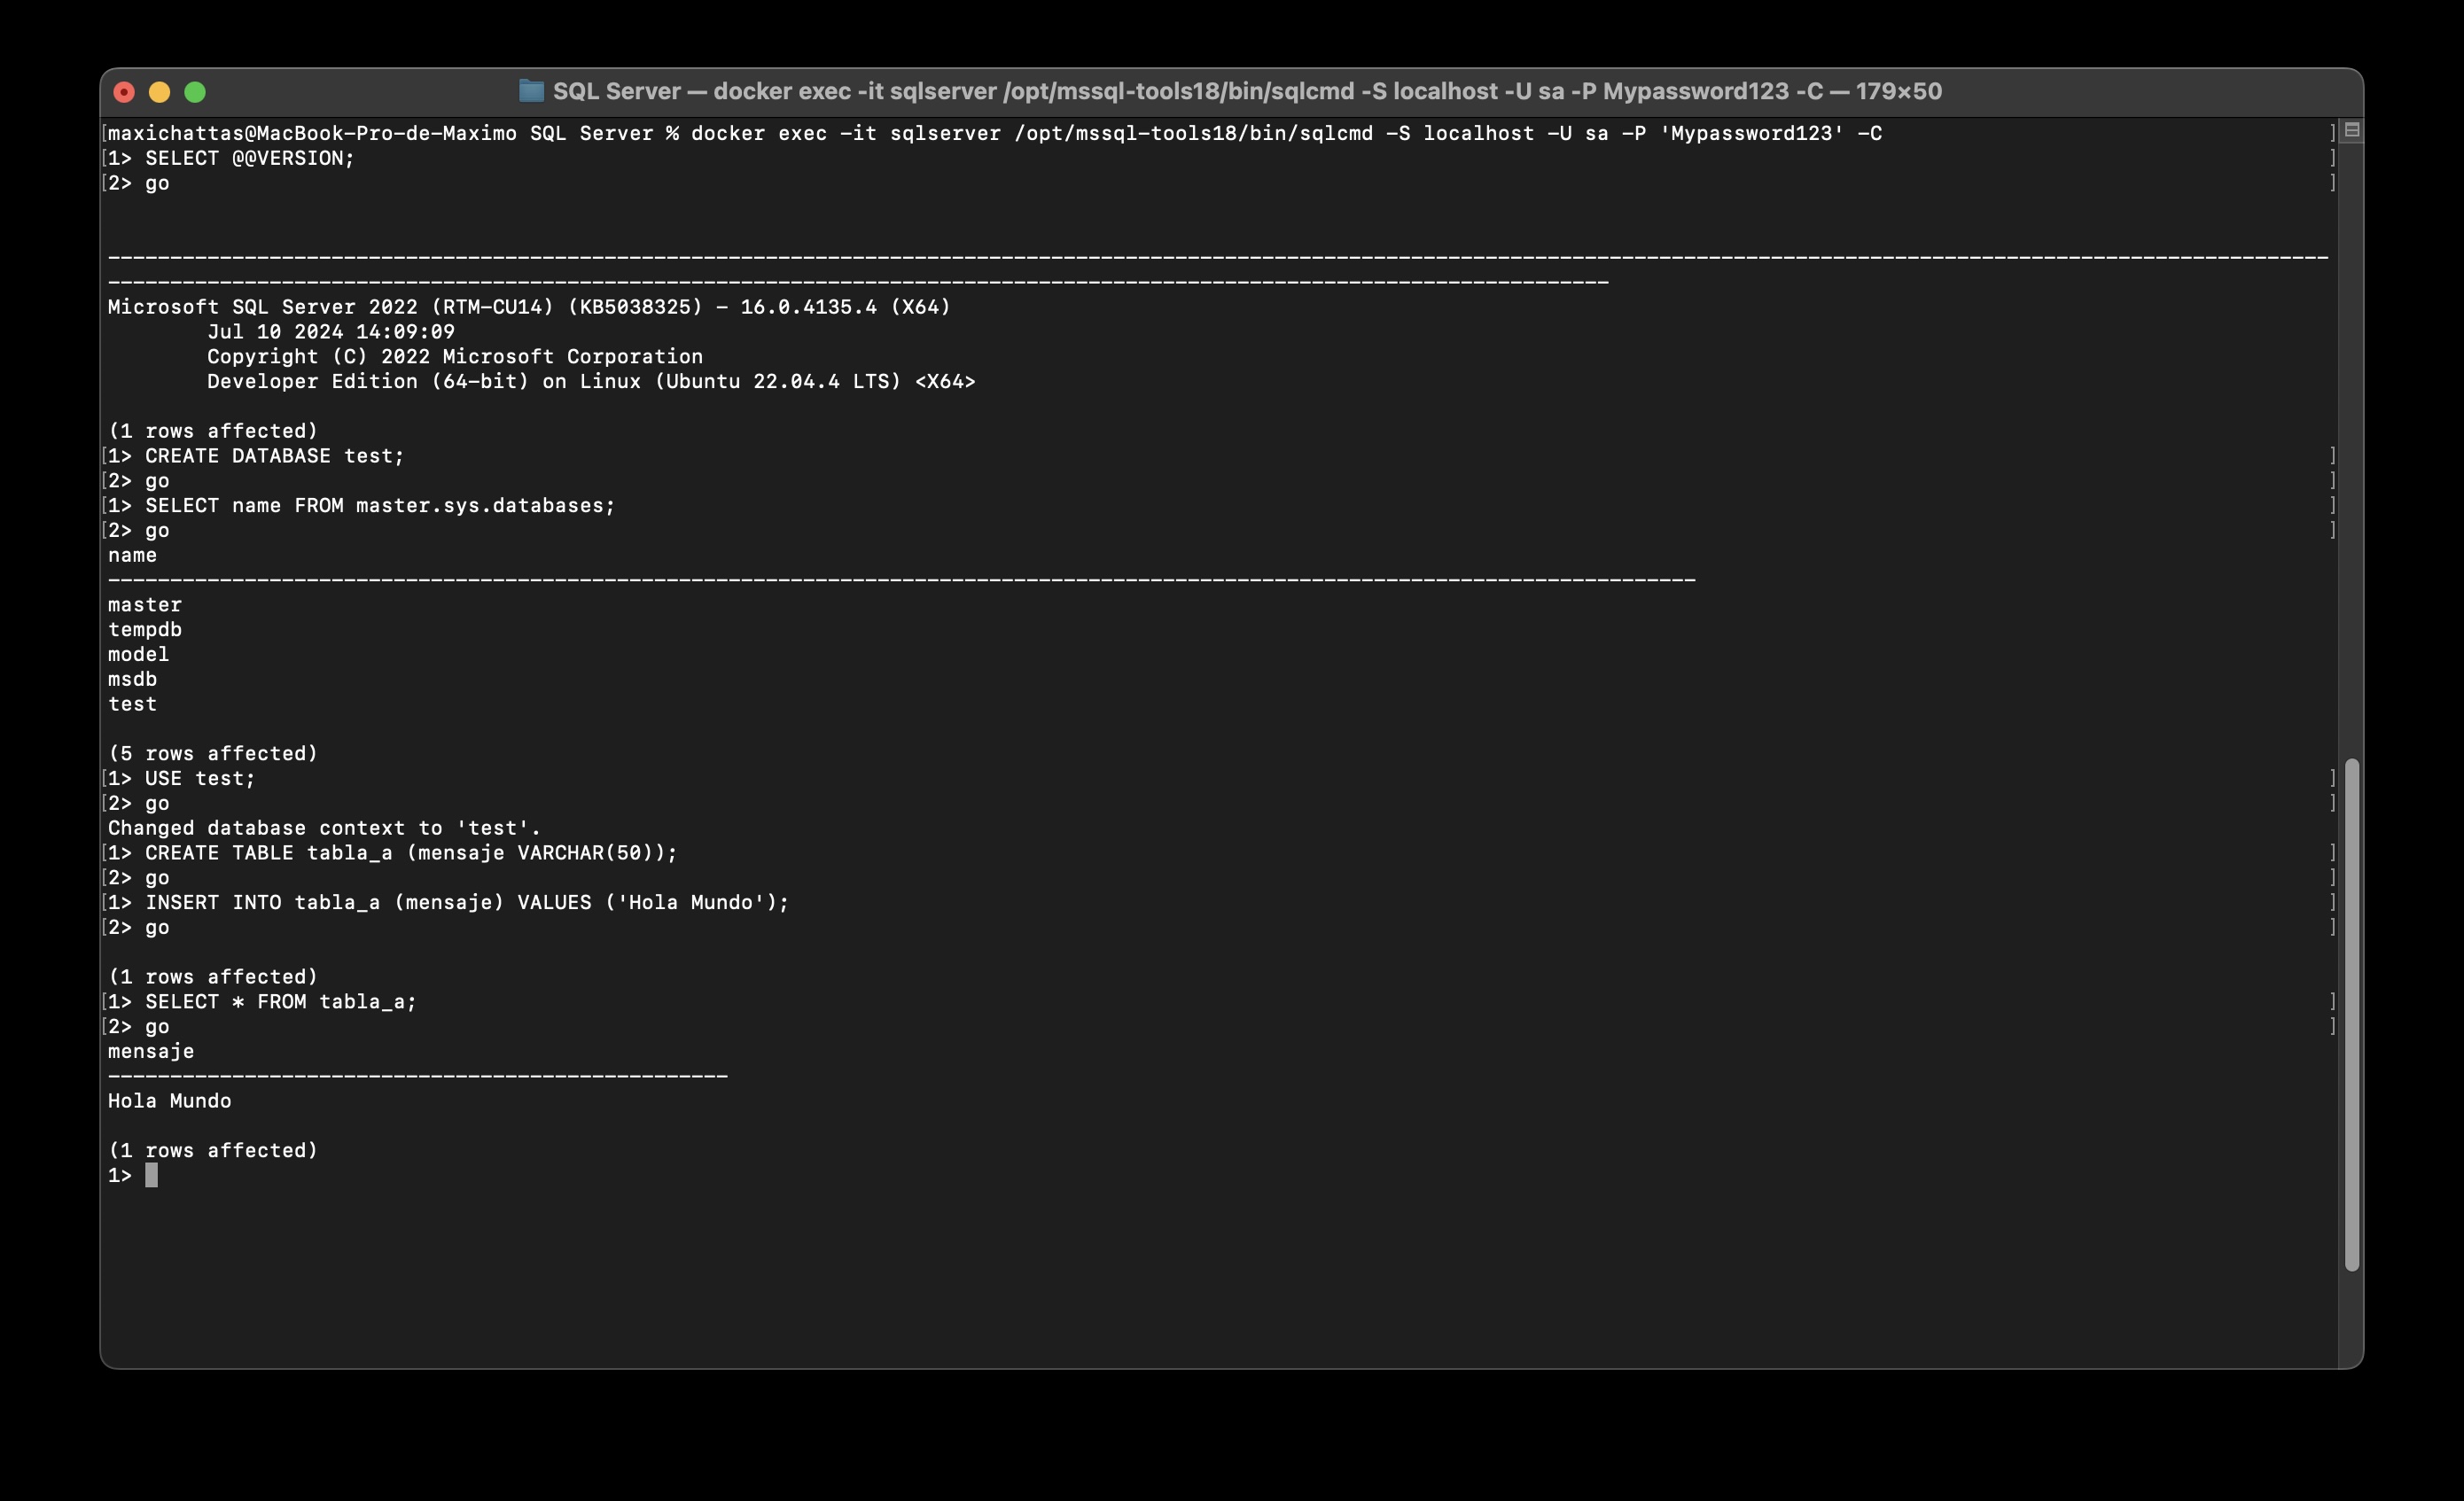 SQL Server — docker exec -it sqlserver /opt/mssql-tools18/bin/sqlcmd -S localhost -U sa -P Mypassword123 -C — 179×50
[maxichattas@MacBook-Pro-de-Maximo SQL Server % docker exec -it sqlserver /opt/mssql-tools18/bin/sqlcmd -S localhost -U sa -P 'Mypassword123' -C ]
[1> SELECT @@VERSION; ]
[2> go ]
-----------------------------------------------------------------------------------------------------------------------------------------------------------------------------------
-------------------------------------------------------------------------------------------------------------------------
Microsoft SQL Server 2022 (RTM-CU14) (KB5038325) - 16.0.4135.4 (X64)
Jul 10 2024 14:09:09
Copyright (C) 2022 Microsoft Corporation
Developer Edition (64-bit) on Linux (Ubuntu 22.04.4 LTS) <X64>
(1 rows affected)
[1> CREATE DATABASE test; ]
[2> go ]
[1> SELECT name FROM master.sys.databases; ]
[2> go ]
name
--------------------------------------------------------------------------------------------------------------------------------
master
tempdb
model
msdb
test
(5 rows affected)
[1> USE test; ]
[2> go ]
Changed database context to 'test'.
[1> CREATE TABLE tabla_a (mensaje VARCHAR(50)); ]
[2> go ]
[1> INSERT INTO tabla_a (mensaje) VALUES ('Hola Mundo'); ]
[2> go ]
(1 rows affected)
[1> SELECT * FROM tabla_a; ]
[2> go ]
mensaje
--------------------------------------------------
Hola Mundo
(1 rows affected)
1>